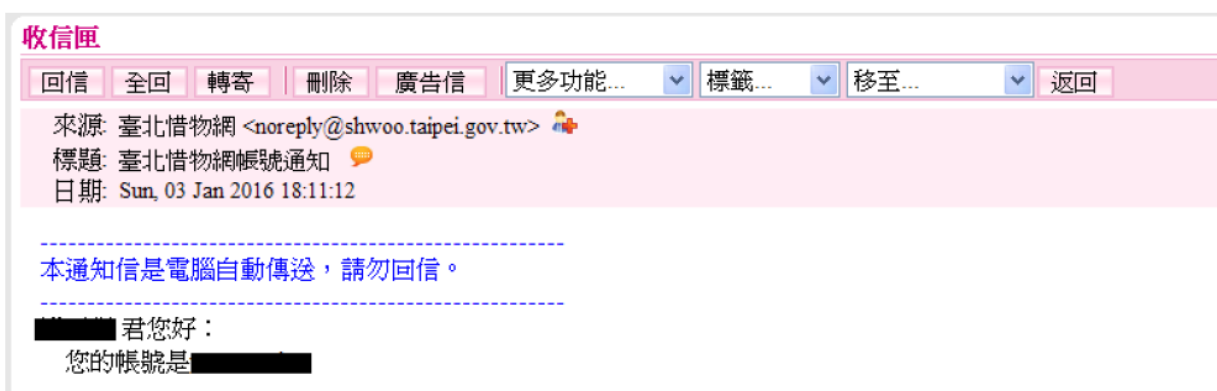 收信匣
回信 全回 轉寄 刪除 廣告信 更多功能... 標籤... 移至... 返回
來源: 臺北惜物網 <noreply@shwoo.taipei.gov.tw>
標題: 臺北惜物網帳號通知
日期: Sun, 03 Jan 2016 18:11:12
--------------------------------------------------------
本通知信是電腦自動傳送，請勿回信。
--------------------------------------------------------
君您好：
您的帳號是